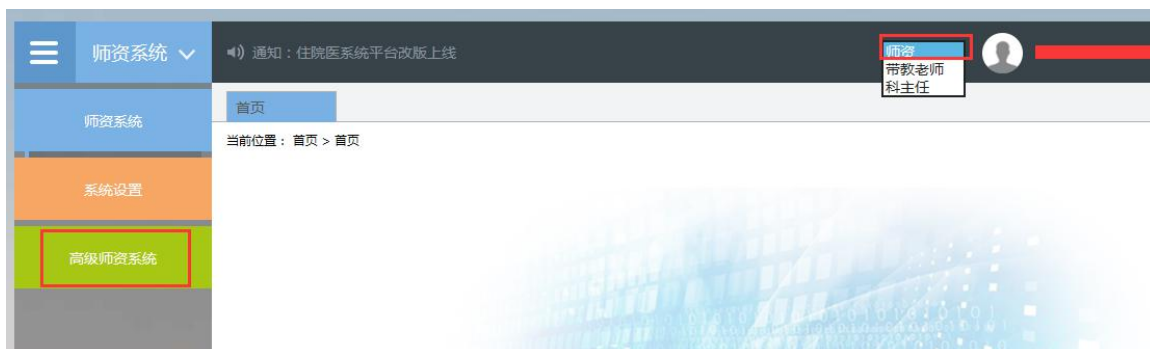 师资系统
通知：住院医系统平台改版上线
师资
带教老师
科主任
师资系统
首页
当前位置： 首页 > 首页
系统设置
高级师资系统